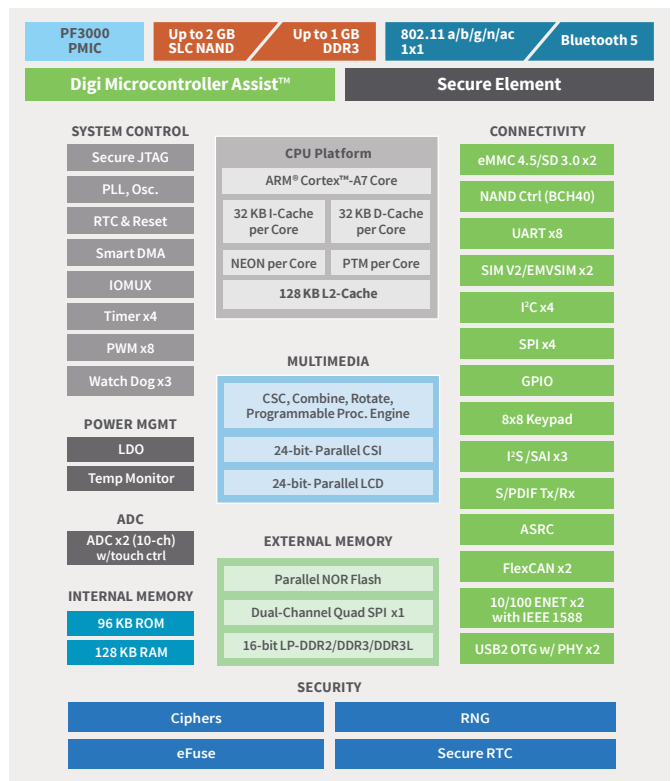 PF3000
PMIC
Up to 2 GB
SLC NAND
Up to 1 GB
DDR3
802.11 a/b/g/n/ac
1x1
Bluetooth 5
Digi Microcontroller Assist™
Secure Element
SYSTEM CONTROL
Secure JTAG
PLL, Osc.
RTC & Reset
Smart DMA
IOMUX
Timer x4
PWM x8
Watch Dog x3
POWER MGMT
LDO
Temp Monitor
ADC
ADC x2 (10-ch)
w/touch ctrl
INTERNAL MEMORY
96 KB ROM
128 KB RAM
CPU Platform
ARM® Cortex™-A7 Core
32 KB I-Cache
per Core
32 KB D-Cache
per Core
NEON per Core
PTM per Core
128 KB L2-Cache
MULTIMEDIA
CSC, Combine, Rotate,
Programmable Proc. Engine
24-bit- Parallel CSI
24-bit- Parallel LCD
EXTERNAL MEMORY
Parallel NOR Flash
Dual-Channel Quad SPI x1
16-bit LP-DDR2/DDR3/DDR3L
CONNECTIVITY
eMMC 4.5/SD 3.0 x2
NAND Ctrl (BCH40)
UART x8
SIM V2/EMVSIM x2
I²C x4
SPI x4
GPIO
8x8 Keypad
I²S /SAI x3
S/PDIF Tx/Rx
ASRC
FlexCAN x2
10/100 ENET x2
with IEEE 1588
USB2 OTG w/ PHY x2
SECURITY
Ciphers
RNG
eFuse
Secure RTC